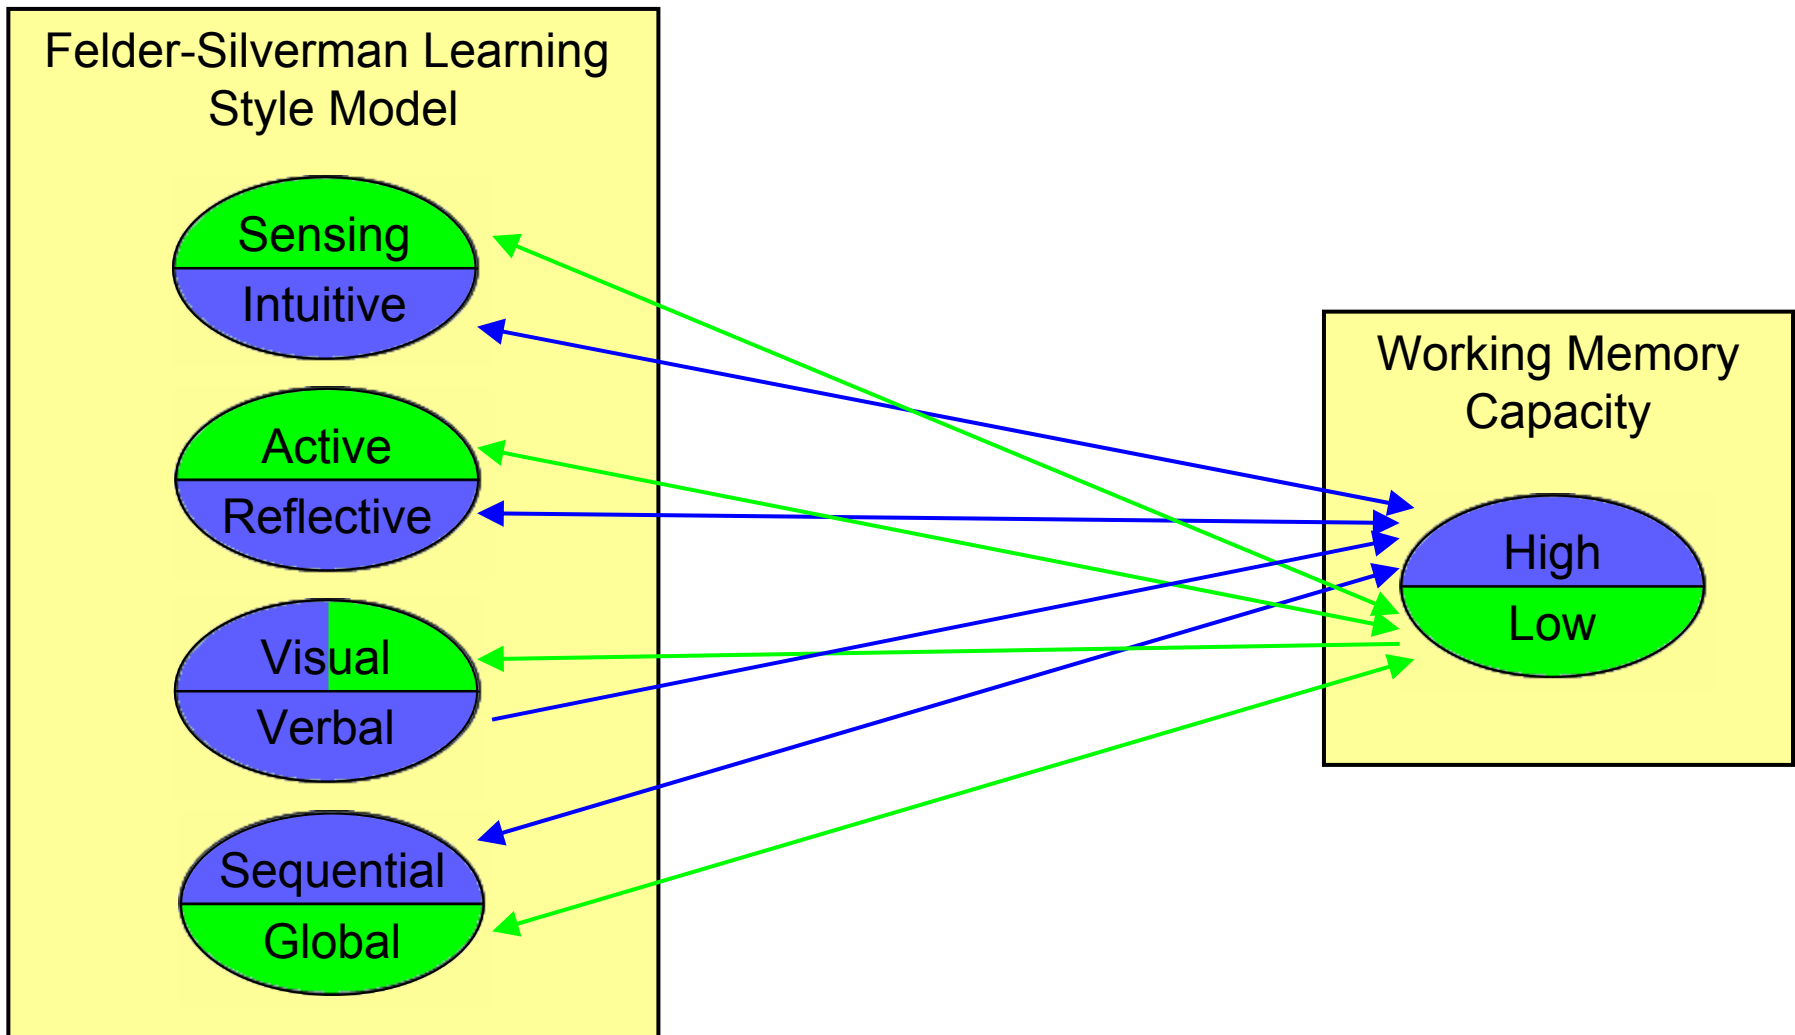 Felder-Silverman Learning
Style Model
Sensing
Intuitive
Active
Reflective
Visual
Verbal
Sequential
Global
Working Memory
Capacity
High
Low